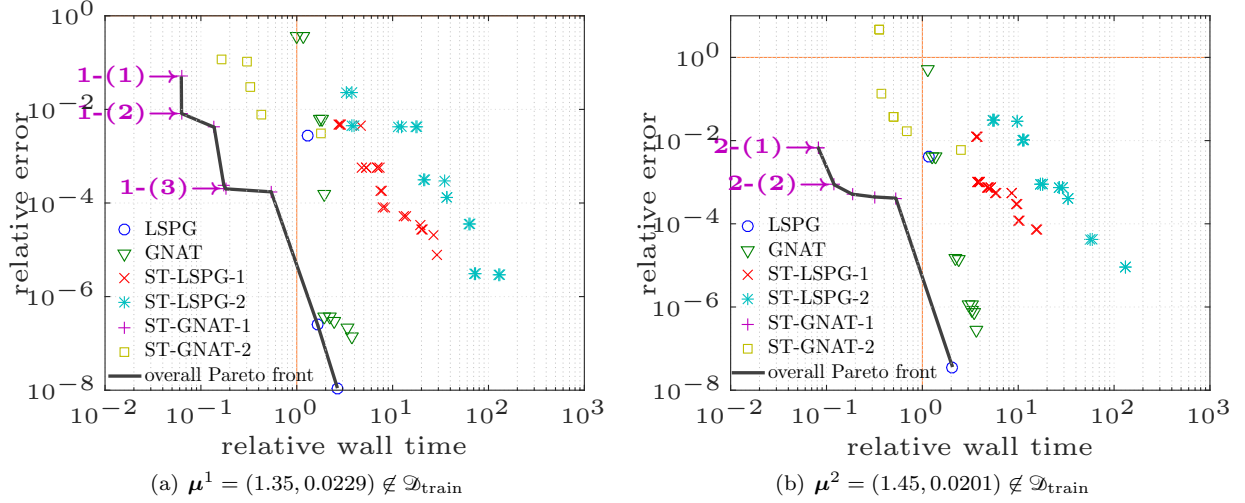 10^0
10^{-2}
10^{-4}
10^{-6}
10^{-8}
relative error
1-(1)
1-(2)
1-(3)
LSPG
GNAT
ST-LSPG-1
ST-LSPG-2
ST-GNAT-1
ST-GNAT-2
overall Pareto front
10^{-2} 10^{-1} 10^0 10^1 10^2 10^3
relative wall time
(a) μ^1 = (1.35, 0.0229) ∉ 𝒟_train
10^0
10^{-2}
10^{-4}
10^{-6}
10^{-8}
relative error
2-(1)
2-(2)
LSPG
GNAT
ST-LSPG-1
ST-LSPG-2
ST-GNAT-1
ST-GNAT-2
overall Pareto front
10^{-2} 10^{-1} 10^0 10^1 10^2 10^3
relative wall time
(b) μ^2 = (1.45, 0.0201) ∉ 𝒟_train